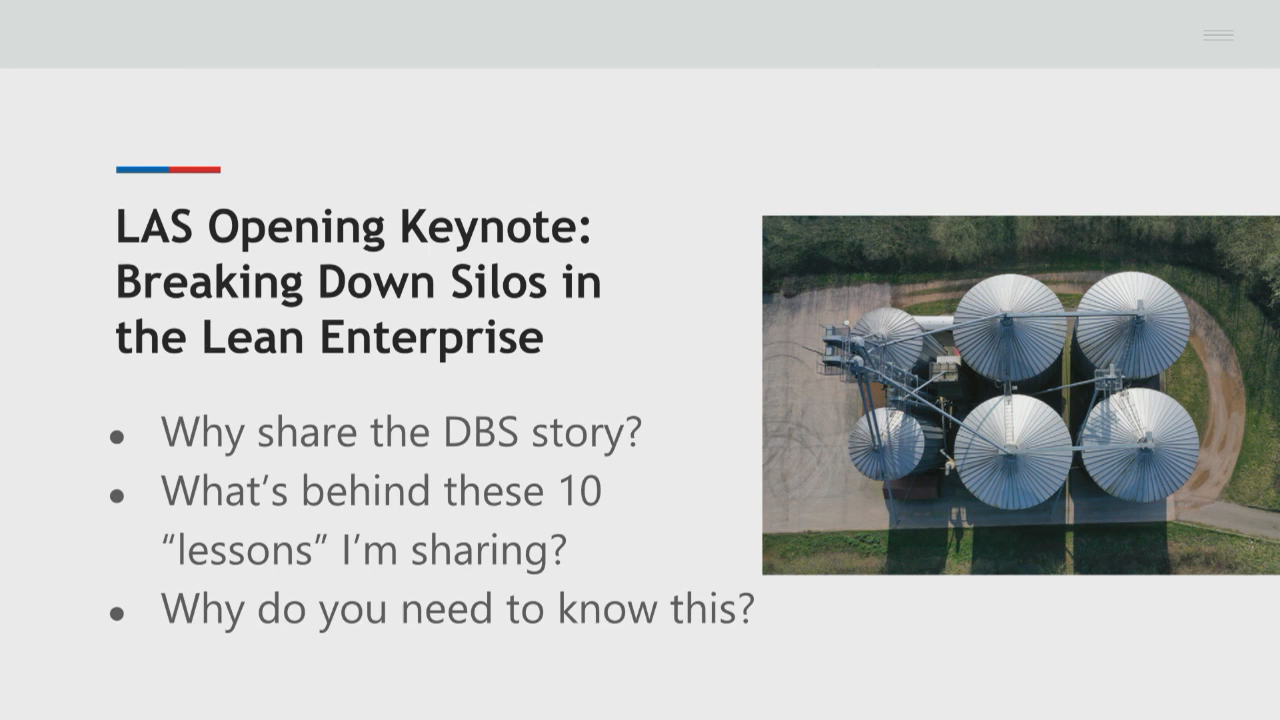 LAS Opening Keynote:
Breaking Down Silos in
the Lean Enterprise
• Why share the DBS story?
• What’s behind these 10
“lessons” I’m sharing?
• Why do you need to know this?